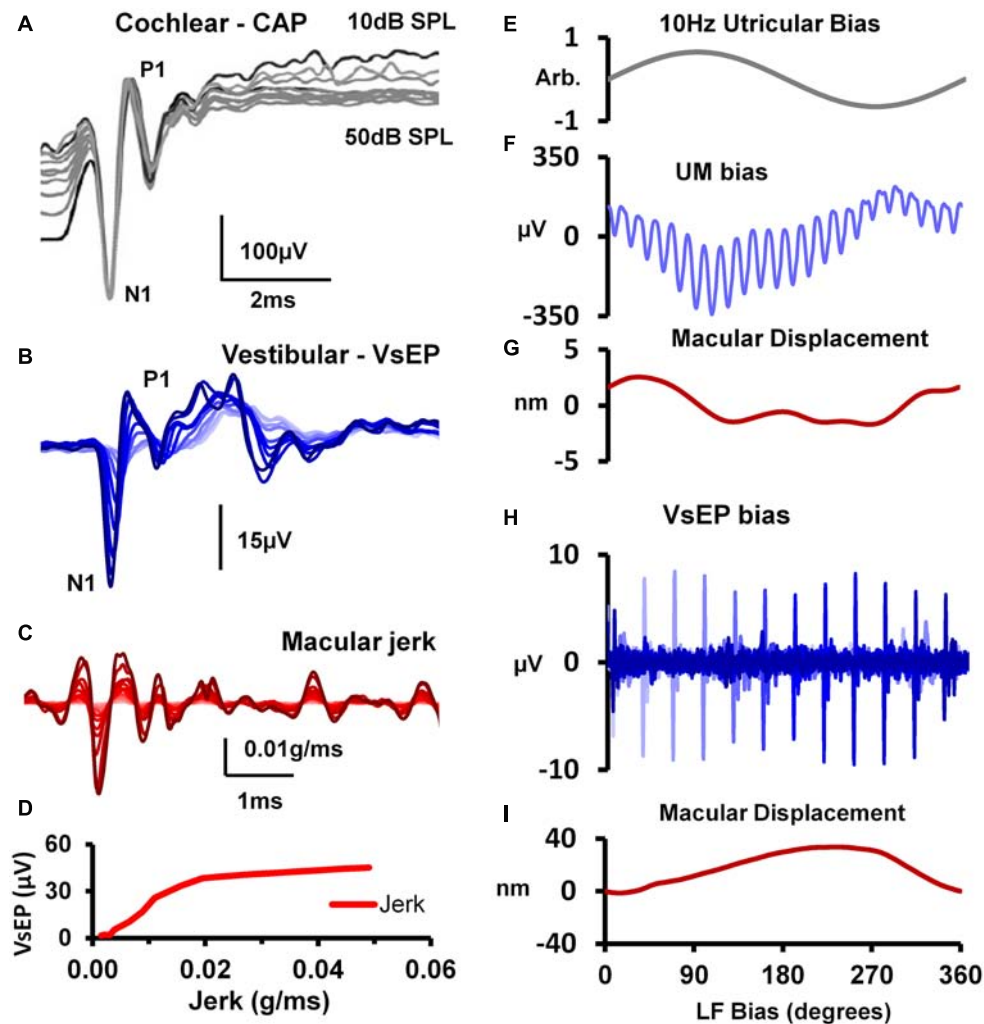 A
Cochlear - CAP
10dB SPL
P1
50dB SPL
100µV
2ms
N1
B
Vestibular - VsEP
P1
15µV
N1
C
Macular jerk
0.01g/ms
1ms
D
VsEP (µV)
60
30
0
Jerk
0.00
0.02
0.04
0.06
Jerk (g/ms)
E
10Hz Utricular Bias
1
Arb.
-1
F
350
UM bias
µV
0
-350
G
Macular Displacement
5
nm
0
-5
H
VsEP bias
10
µV
0
-10
I
Macular Displacement
40
nm
0
-40
0
90
180
270
360
LF Bias (degrees)